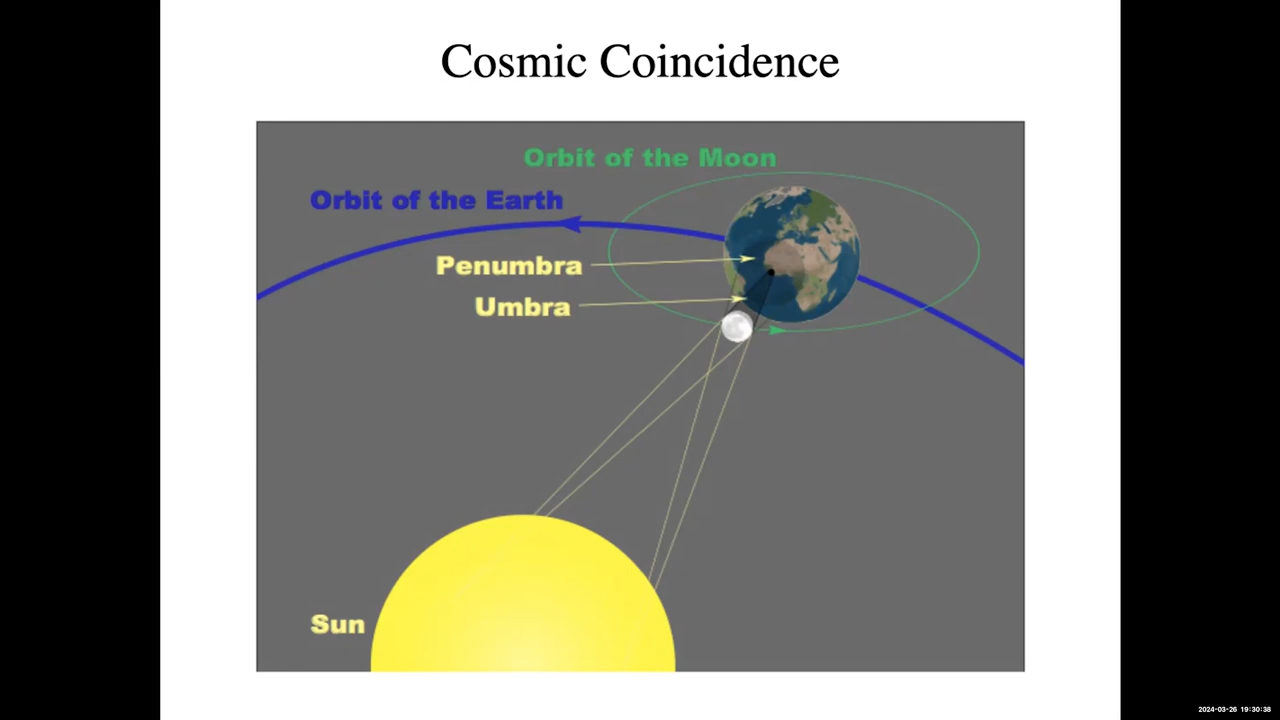 Cosmic Coincidence
Orbit of the Moon
Orbit of the Earth
Penumbra
Umbra
Sun
2024-03-26 19:30:38